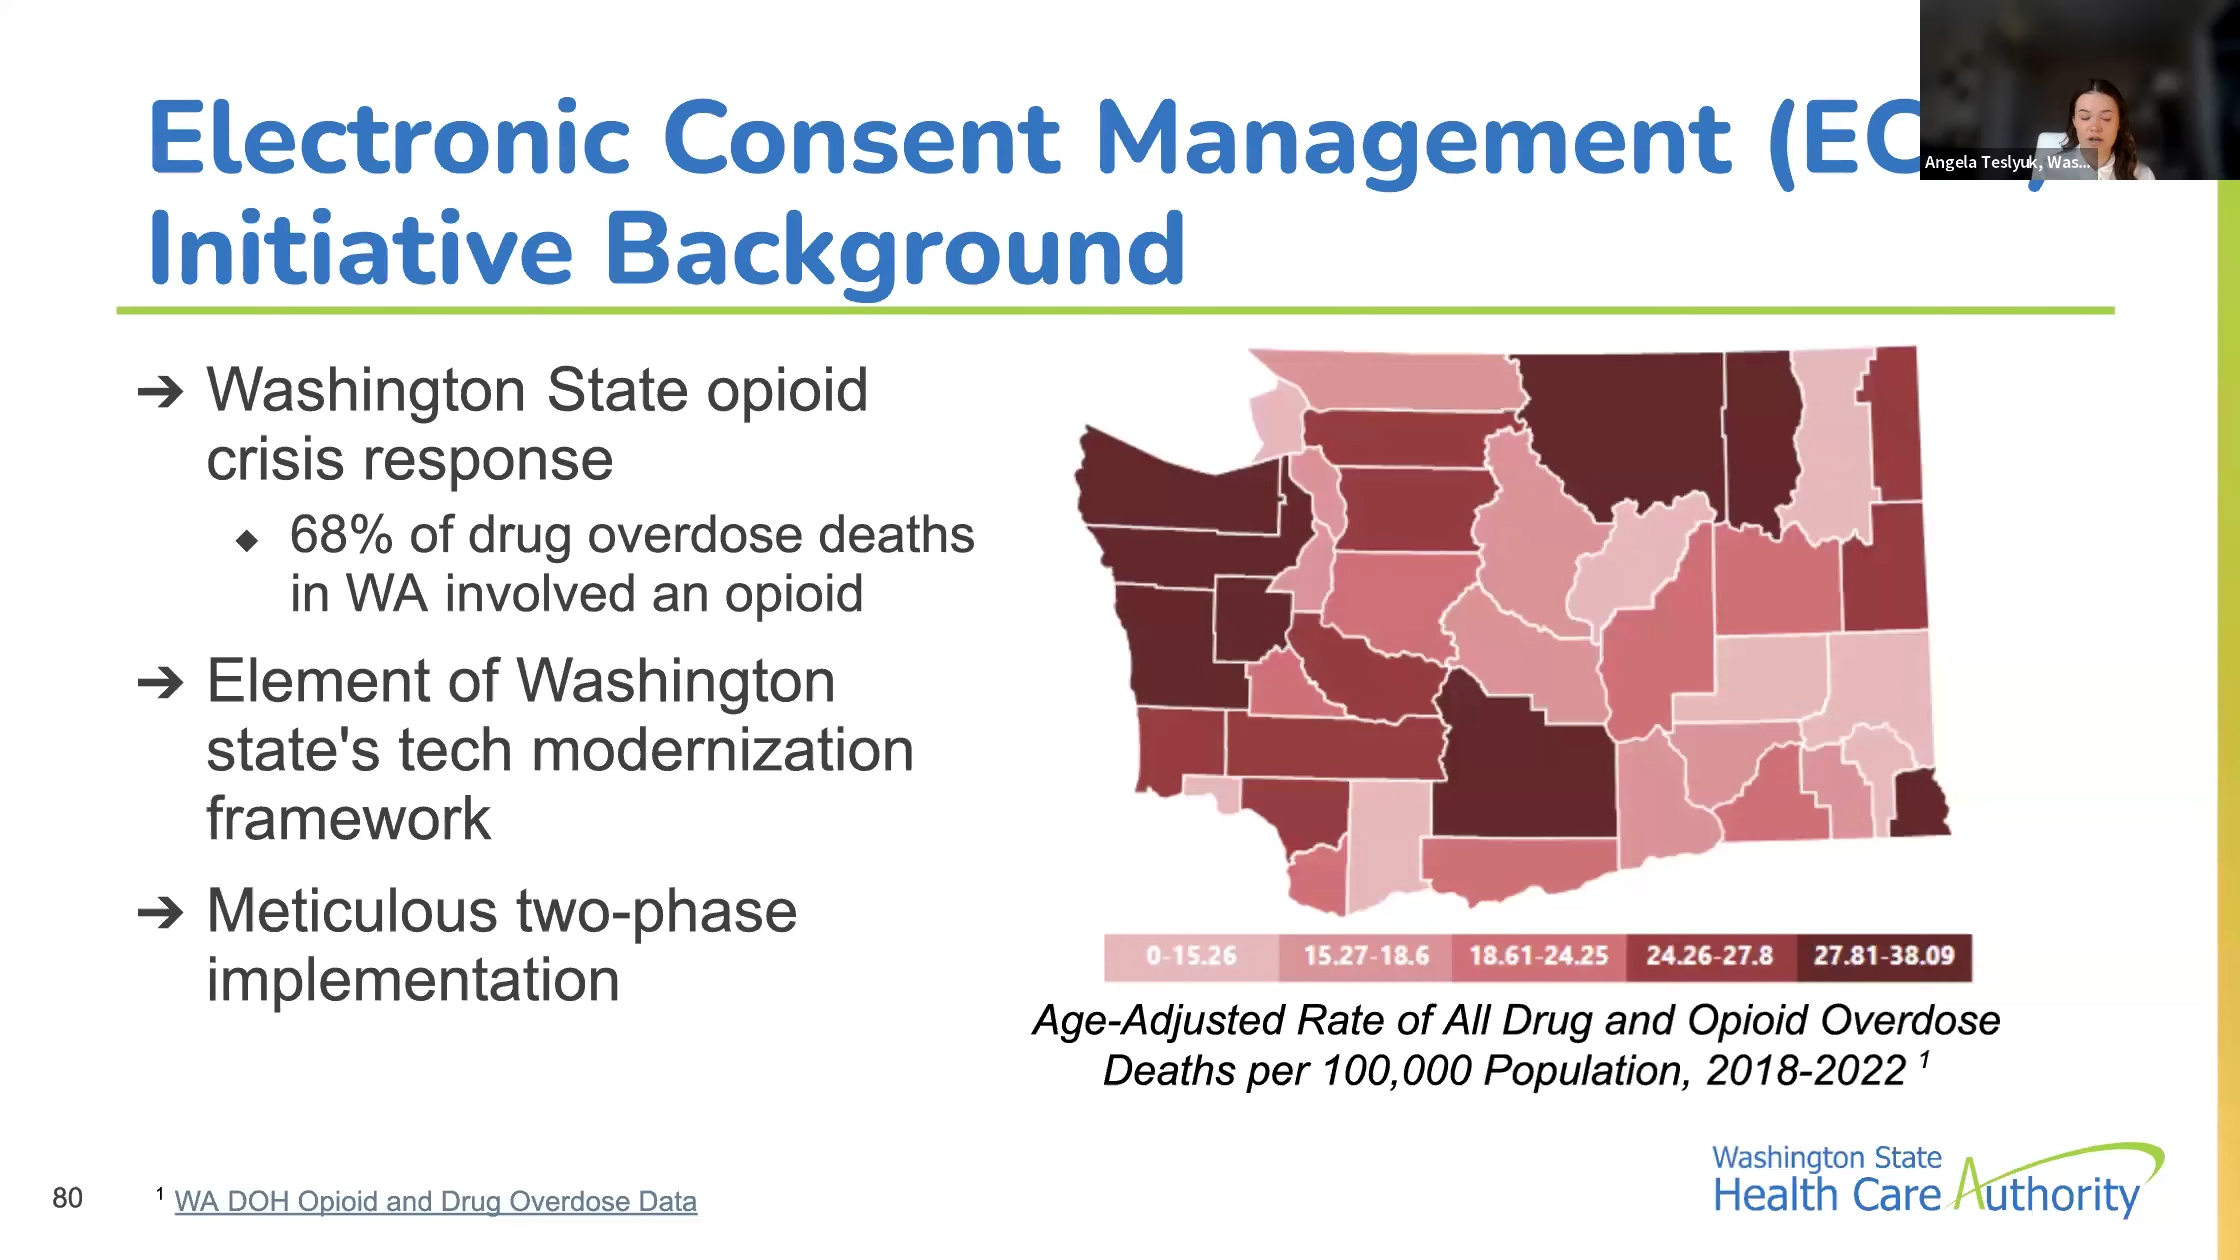 Electronic Consent Management (EC
Initiative Background
Angela Teslyuk, Was...
➔ Washington State opioid
crisis response
◆ 68% of drug overdose deaths
in WA involved an opioid
➔ Element of Washington
state's tech modernization
framework
➔ Meticulous two-phase
implementation
0-15.26 15.27-18.6 18.61-24.25 24.26-27.8 27.81-38.09
Age-Adjusted Rate of All Drug and Opioid Overdose
Deaths per 100,000 Population, 2018-2022 ¹
80
¹ WA DOH Opioid and Drug Overdose Data
Washington State
Health Care Authority